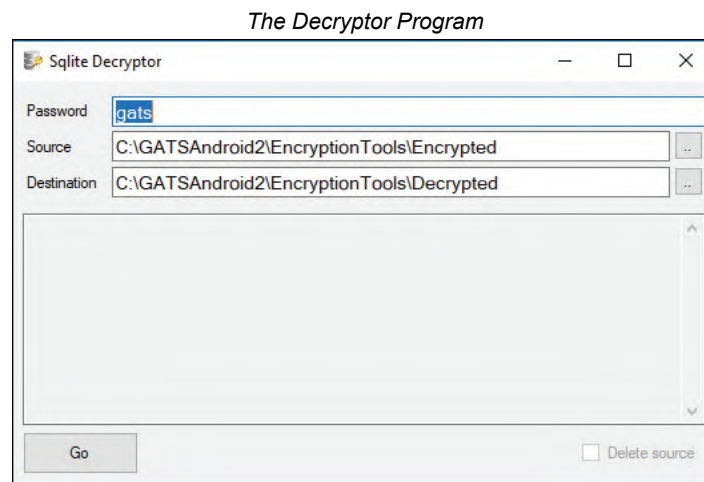 The Decryptor Program
Sqlite Decryptor
Password gats
Source C:\GATSAndroid2\EncryptionTools\Encrypted ..
Destination C:\GATSAndroid2\EncryptionTools\Decrypted ..
Go Delete source